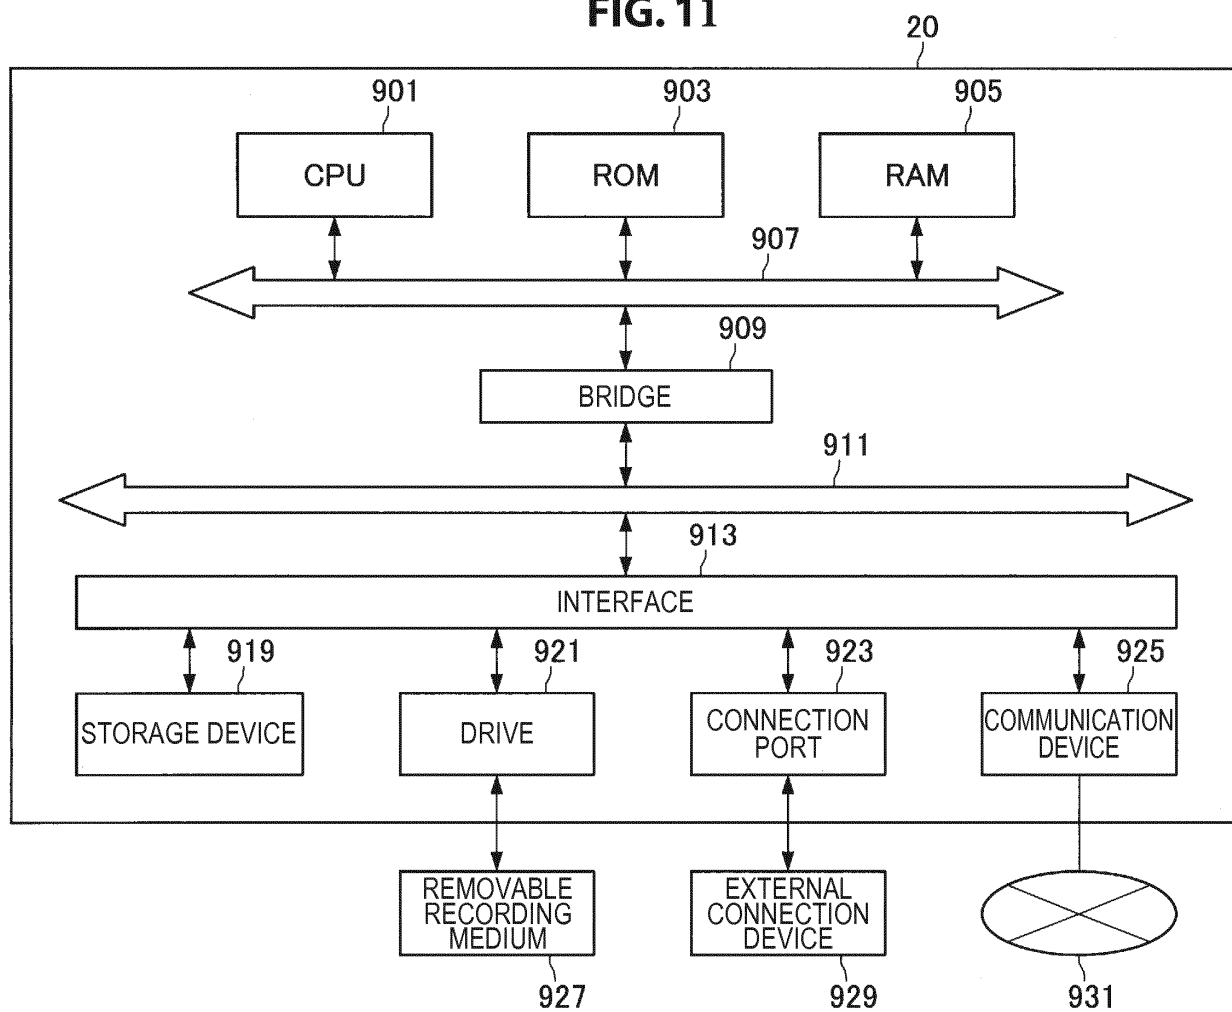 FIG. 11
20
901
903
905
CPU
ROM
RAM
907
909
BRIDGE
911
913
INTERFACE
919
921
923
925
STORAGE DEVICE
DRIVE
CONNECTION
PORT
COMMUNICATION
DEVICE
REMOVABLE
RECORDING
MEDIUM
EXTERNAL
CONNECTION
DEVICE
927
929
931